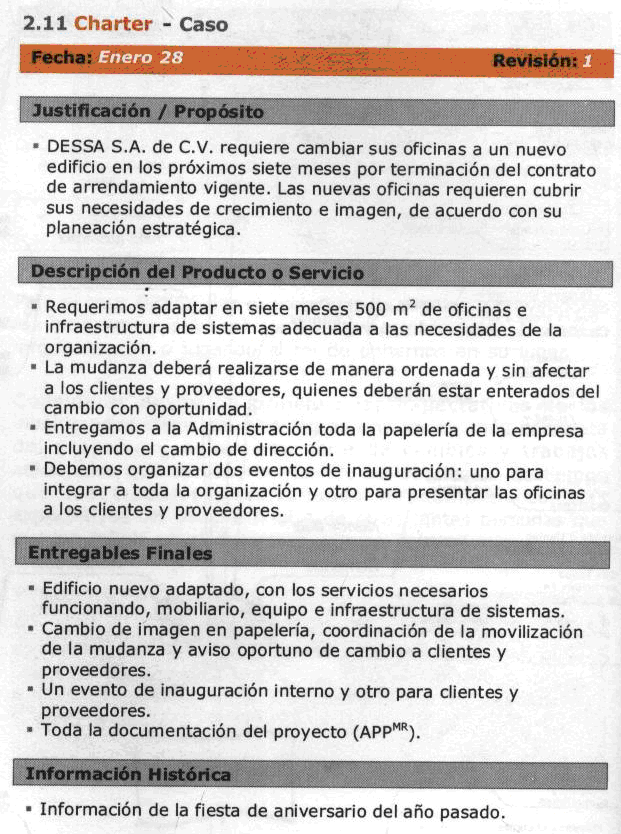 2.11 Charter - Caso
Fecha: Enero 28 Revisión: 1
Justificación / Propósito
▪ DESSA S.A. de C.V. requiere cambiar sus oficinas a un nuevo
edificio en los próximos siete meses por terminación del contrato
de arrendamiento vigente. Las nuevas oficinas requieren cubrir
sus necesidades de crecimiento e imagen, de acuerdo con su
planeación estratégica.
Descripción del Producto o Servicio
▪ Requerimos adaptar en siete meses 500 m² de oficinas e
infraestructura de sistemas adecuada a las necesidades de la
organización.
▪ La mudanza deberá realizarse de manera ordenada y sin afectar
a los clientes y proveedores, quienes deberán estar enterados del
cambio con oportunidad.
▪ Entregamos a la Administración toda la papelería de la empresa
incluyendo el cambio de dirección.
▪ Debemos organizar dos eventos de inauguración: uno para
integrar a toda la organización y otro para presentar las oficinas
a los clientes y proveedores.
Entregables Finales
▪ Edificio nuevo adaptado, con los servicios necesarios
funcionando, mobiliario, equipo e infraestructura de sistemas.
▪ Cambio de imagen en papelería, coordinación de la movilización
de la mudanza y aviso oportuno de cambio a clientes y
proveedores.
▪ Un evento de inauguración interno y otro para clientes y
proveedores.
▪ Toda la documentación del proyecto (APPᴹᴿ).
Información Histórica
▪ Información de la fiesta de aniversario del año pasado.